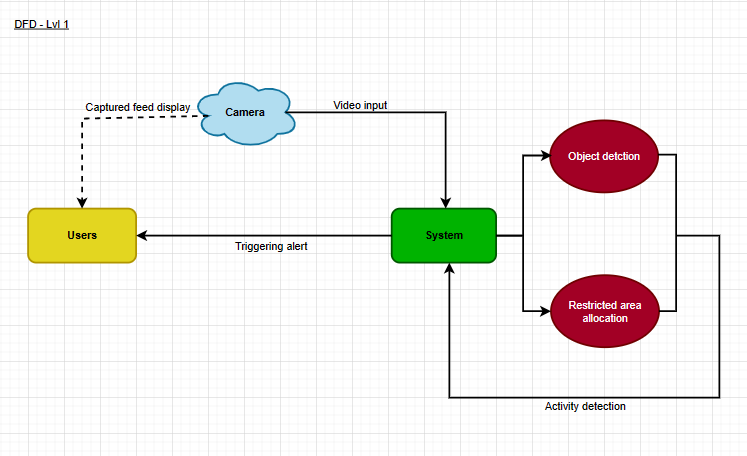 DFD - Lvl 1
Captured feed display
Camera
Video input
Object detction
Users
Triggering alert
System
Restricted area
allocation
Activity detection